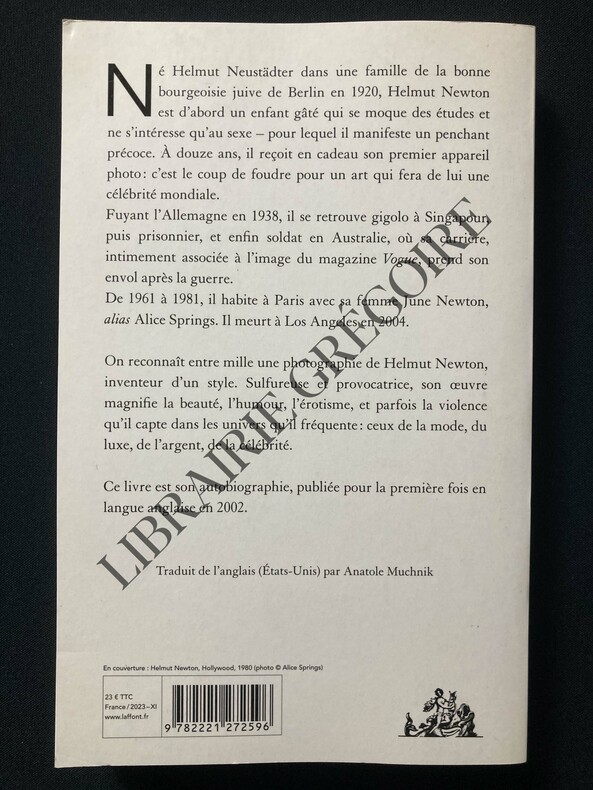 Né Helmut Neustädter dans une famille de la bonne
bourgeoisie juive de Berlin en 1920, Helmut Newton
est d'abord un enfant gâté qui se moque des études et
ne s'intéresse qu'au sexe – pour lequel il manifeste un penchant
précoce. À douze ans, il reçoit en cadeau son premier appareil
photo : c'est le coup de foudre pour un art qui fera de lui une
célébrité mondiale.
Fuyant l'Allemagne en 1938, il se retrouve gigolo à Singapour,
puis prisonnier, et enfin soldat en Australie, où sa carrière,
intimement associée à l'image du magazine Vogue, prend son
envol après la guerre.
De 1961 à 1981, il habite à Paris avec sa femme June Newton,
alias Alice Springs. Il meurt à Los Angeles en 2004.
On reconnaît entre mille une photographie de Helmut Newton,
inventeur d'un style. Sulfureuse et provocatrice, son œuvre
magnifie la beauté, l'humour, l'érotisme, et parfois la violence
qu'il capte dans les univers qu'il fréquente : ceux de la mode, du
luxe, de l'argent, de la célébrité.
Ce livre est son autobiographie, publiée pour la première fois en
langue anglaise en 2002.
Traduit de l'anglais (États-Unis) par Anatole Muchnik
LIBRAIRIE GRÉGOIRE
En couverture : Helmut Newton, Hollywood, 1980 (photo © Alice Springs)
23 € TTC
France / 2023 – XI
www.laffont.fr
9 782221 272596